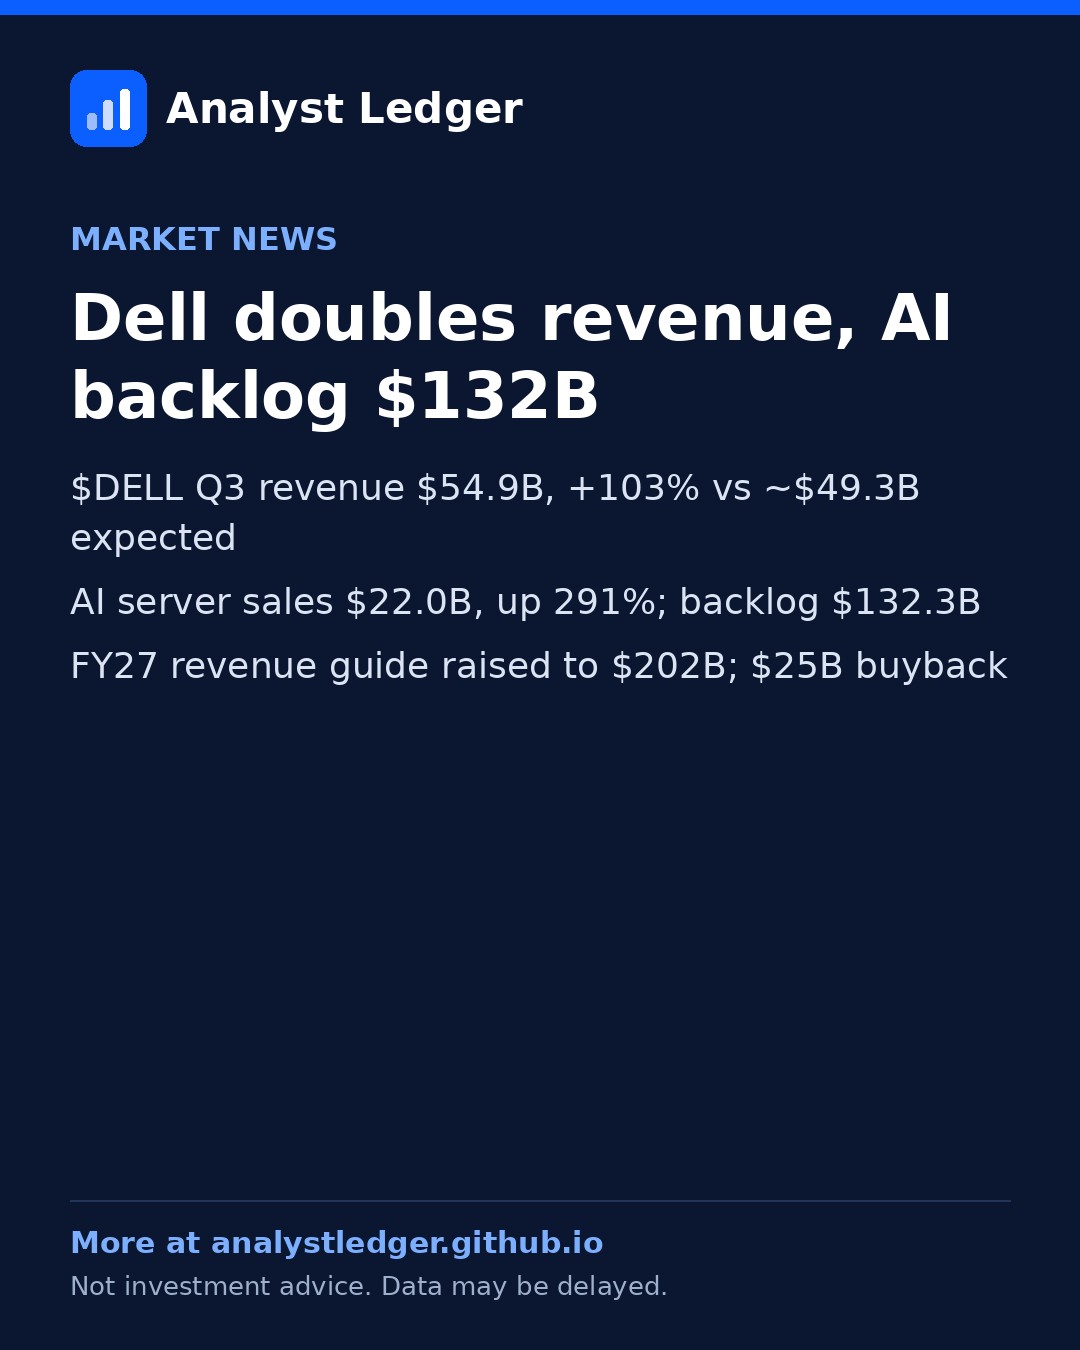 Analyst Ledger
MARKET NEWS
Dell doubles revenue, AI
backlog $132B
$DELL Q3 revenue $54.9B, +103% vs ~$49.3B
expected
AI server sales $22.0B, up 291%; backlog $132.3B
FY27 revenue guide raised to $202B; $25B buyback
More at analystledger.github.io
Not investment advice. Data may be delayed.